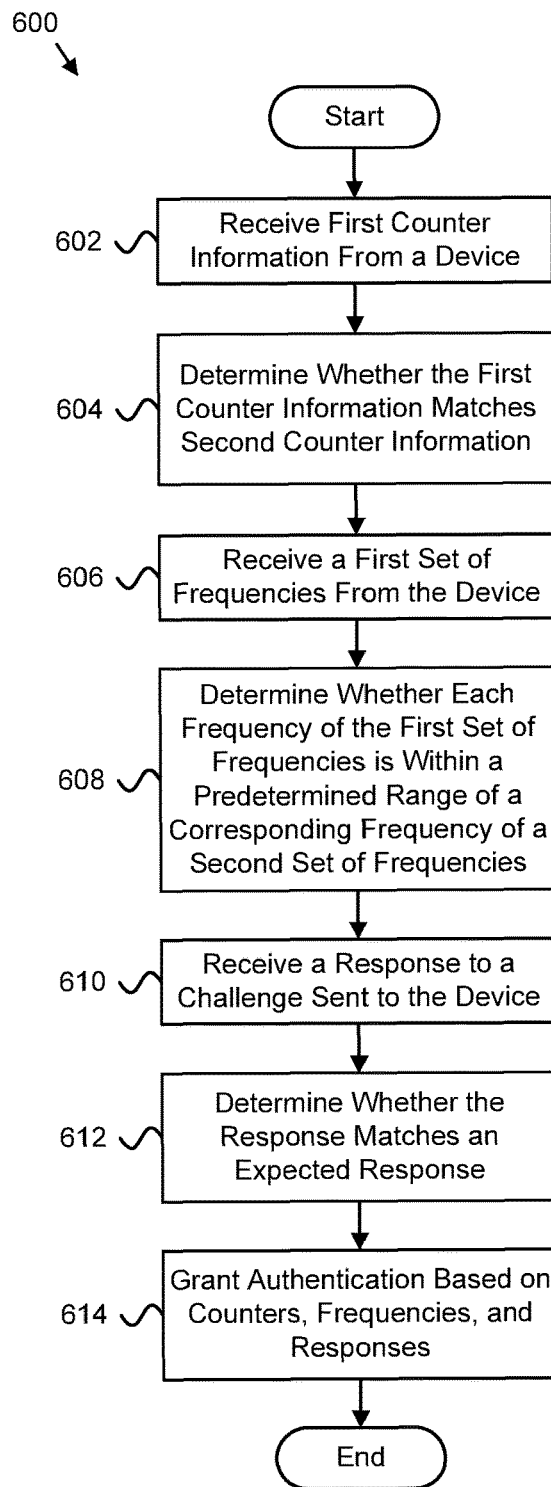 600
Start
602
Receive First Counter
Information From a Device
604
Determine Whether the First
Counter Information Matches
Second Counter Information
606
Receive a First Set of
Frequencies From the Device
608
Determine Whether Each
Frequency of the First Set of
Frequencies is Within a
Predetermined Range of a
Corresponding Frequency of a
Second Set of Frequencies
610
Receive a Response to a
Challenge Sent to the Device
612
Determine Whether the
Response Matches an
Expected Response
614
Grant Authentication Based on
Counters, Frequencies, and
Responses
End